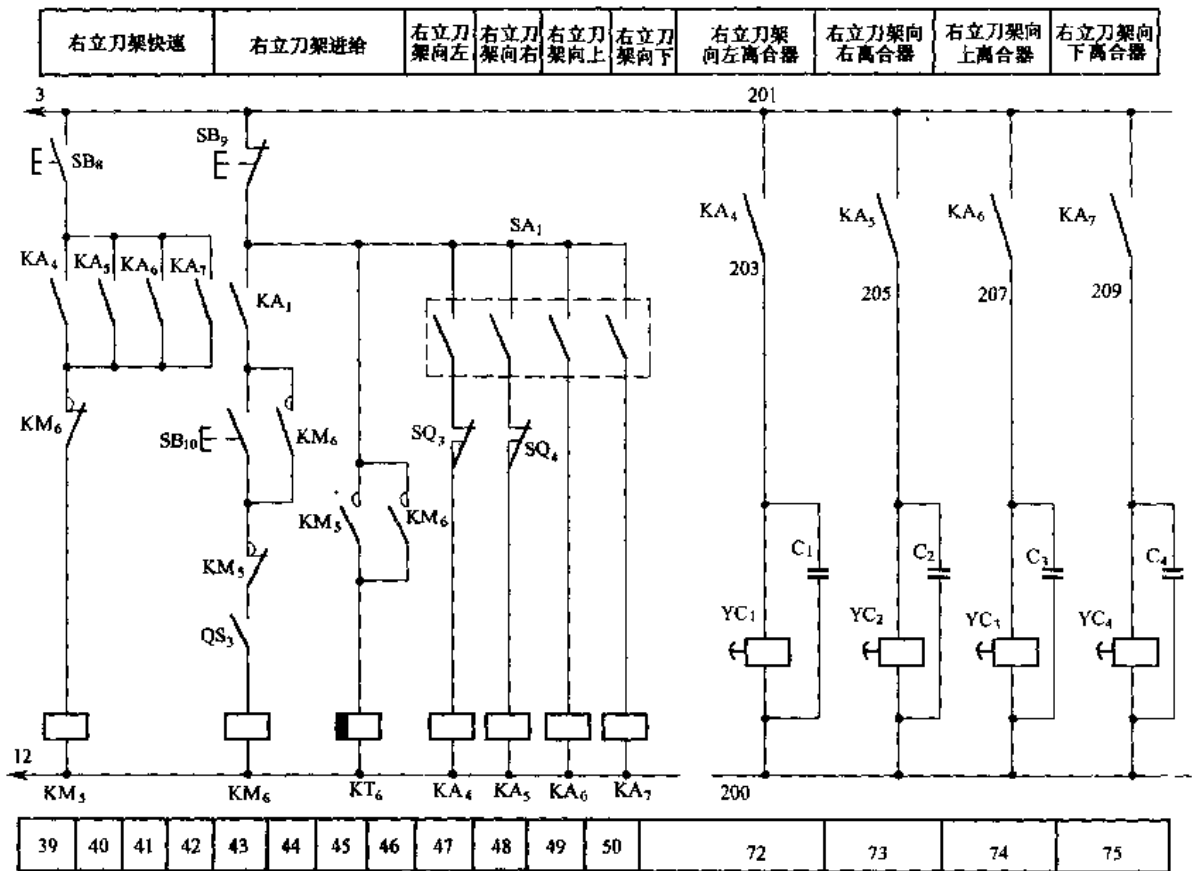 右立刀架快速
右立刀架进给
右立刀
架向左
右立刀
架向右
右立刀
架向上
右立刀
架向下
右立刀架
向左离合器
右立刀架向
右离合器
右立刀架向
上离合器
右立刀架向
下离合器
3
201
SB8
SB9
SA1
KA4
KA5
KA6
KA7
KA1
KA4
KA5
KA6
KA7
203
205
207
209
KM6
SB10
KM6
SQ3
SQ4
KM5
KM6
KM5
QS3
C1
C2
C3
C4
YC1
YC2
YC3
YC4
12
KM5
KM6
KT6
KA4
KA5
KA6
KA7
200
39
40
41
42
43
44
45
46
47
48
49
50
72
73
74
75